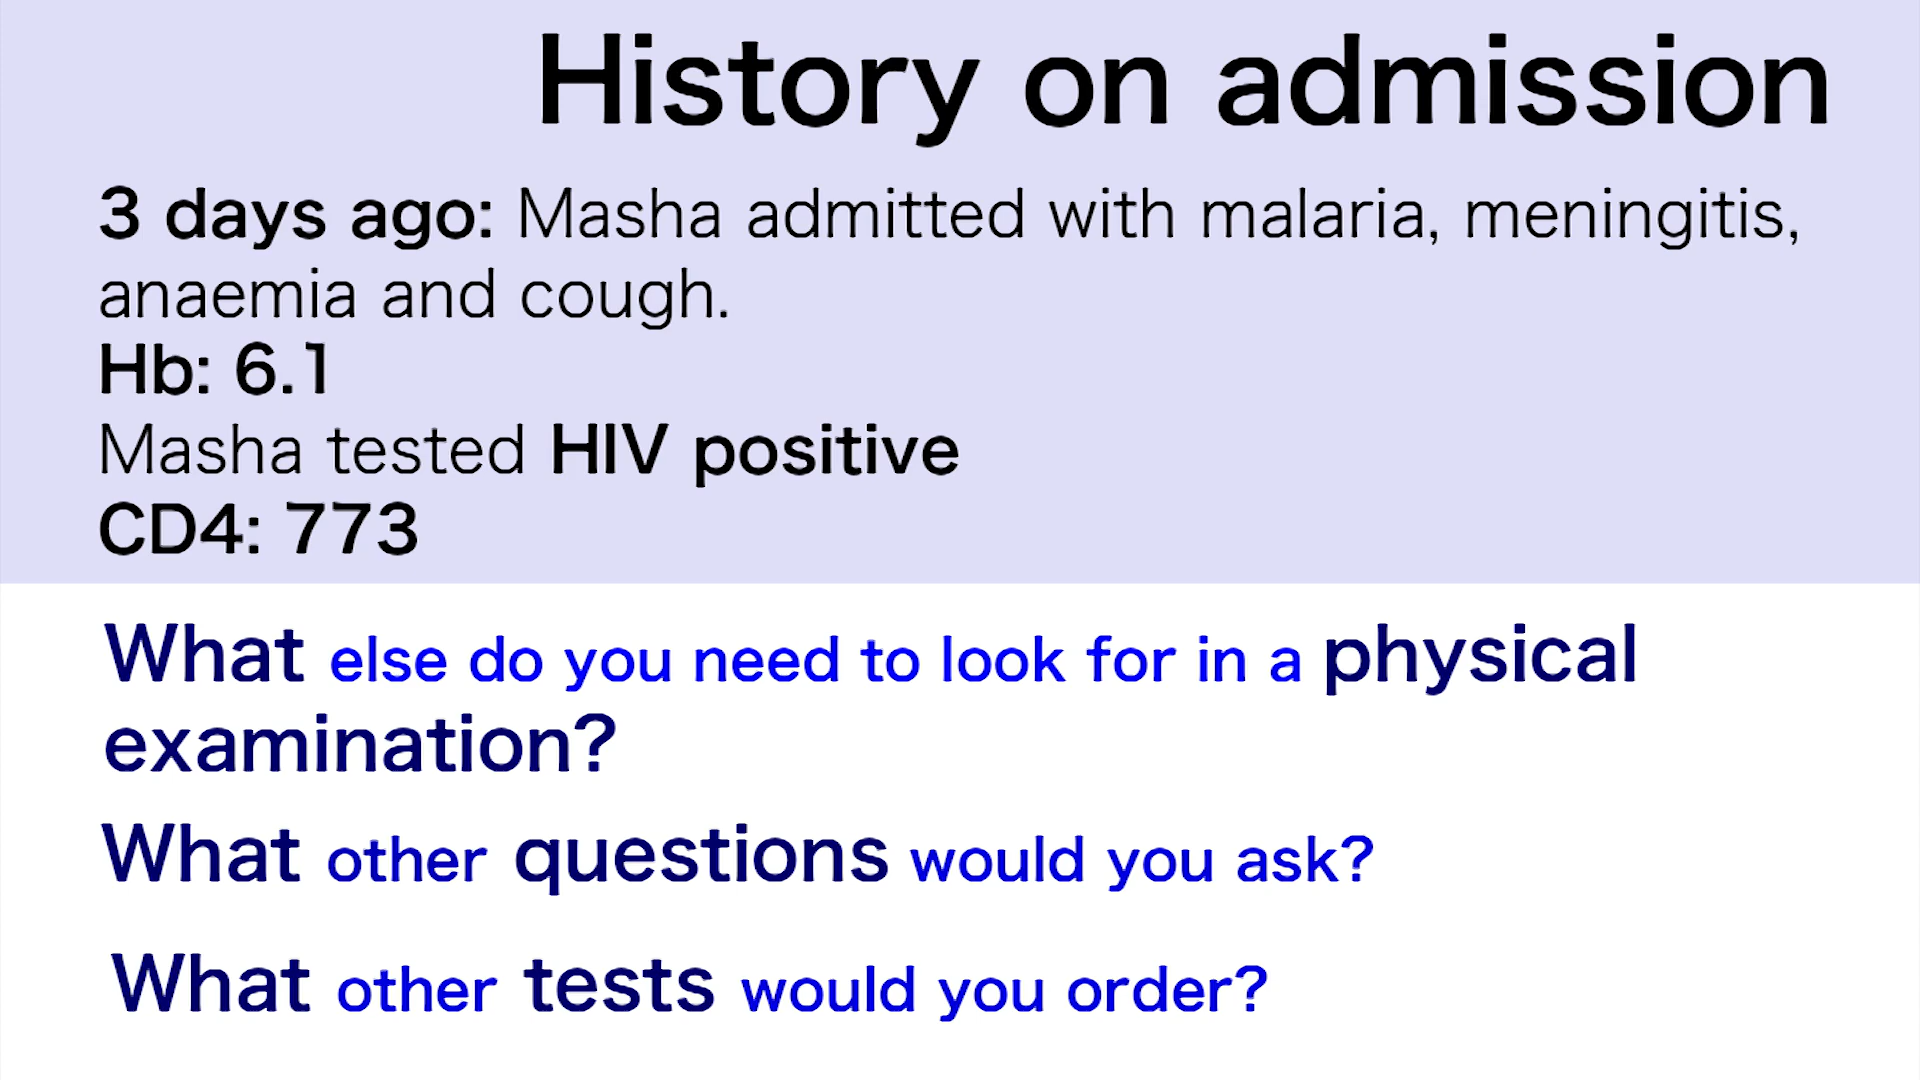 History on admission
3 days ago: Masha admitted with malaria, meningitis,
anaemia and cough.
Hb: 6.1
Masha tested HIV positive
CD4: 773
What else do you need to look for in a physical
examination?
What other questions would you ask?
What other tests would you order?